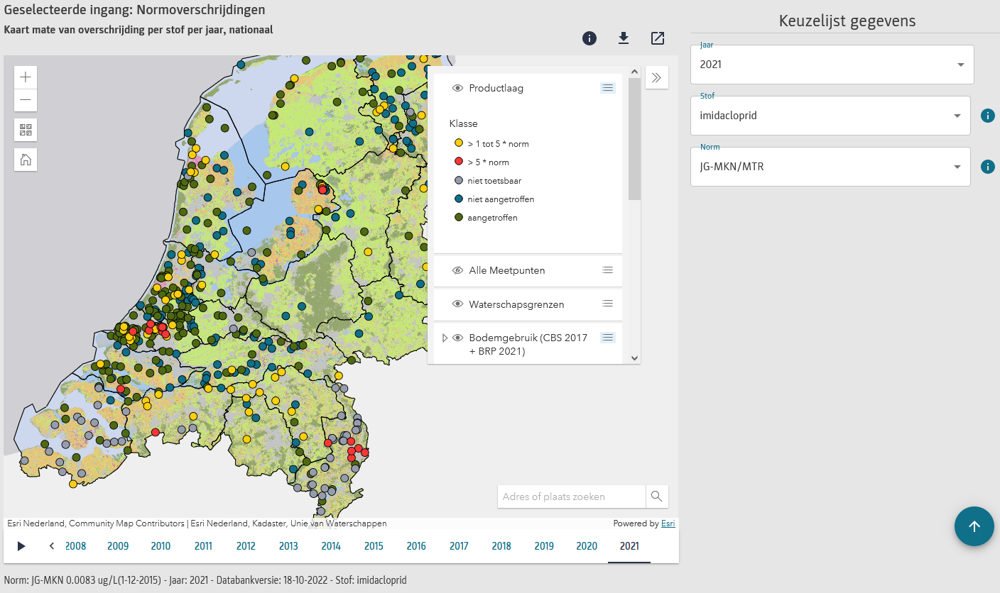 Geselecteerde ingang: Normoverschrijdingen
Kaart mate van overschrijding per stof per jaar, nationaal
Productlaag
Klasse
> 1 tot 5 * norm
> 5 * norm
niet toetsbaar
niet aangetroffen
aangetroffen
Alle Meetpunten
Waterschapsgrenzen
Bodemgebruik (CBS 2017
+ BRP 2021)
Adres of plaats zoeken
Esri Nederland, Community Map Contributors | Esri Nederland, Kadaster, Unie van Waterschappen
Powered by Esri
2008 2009 2010 2011 2012 2013 2014 2015 2016 2017 2018 2019 2020 2021
Norm: JG-MKN 0.0083 ug/L(1-12-2015) - Jaar: 2021 - Databankversie: 18-10-2022 - Stof: imidacloprid
Keuzelijst gegevens
Jaar
2021
Stof
imidacloprid
Norm
JG-MKN/MTR